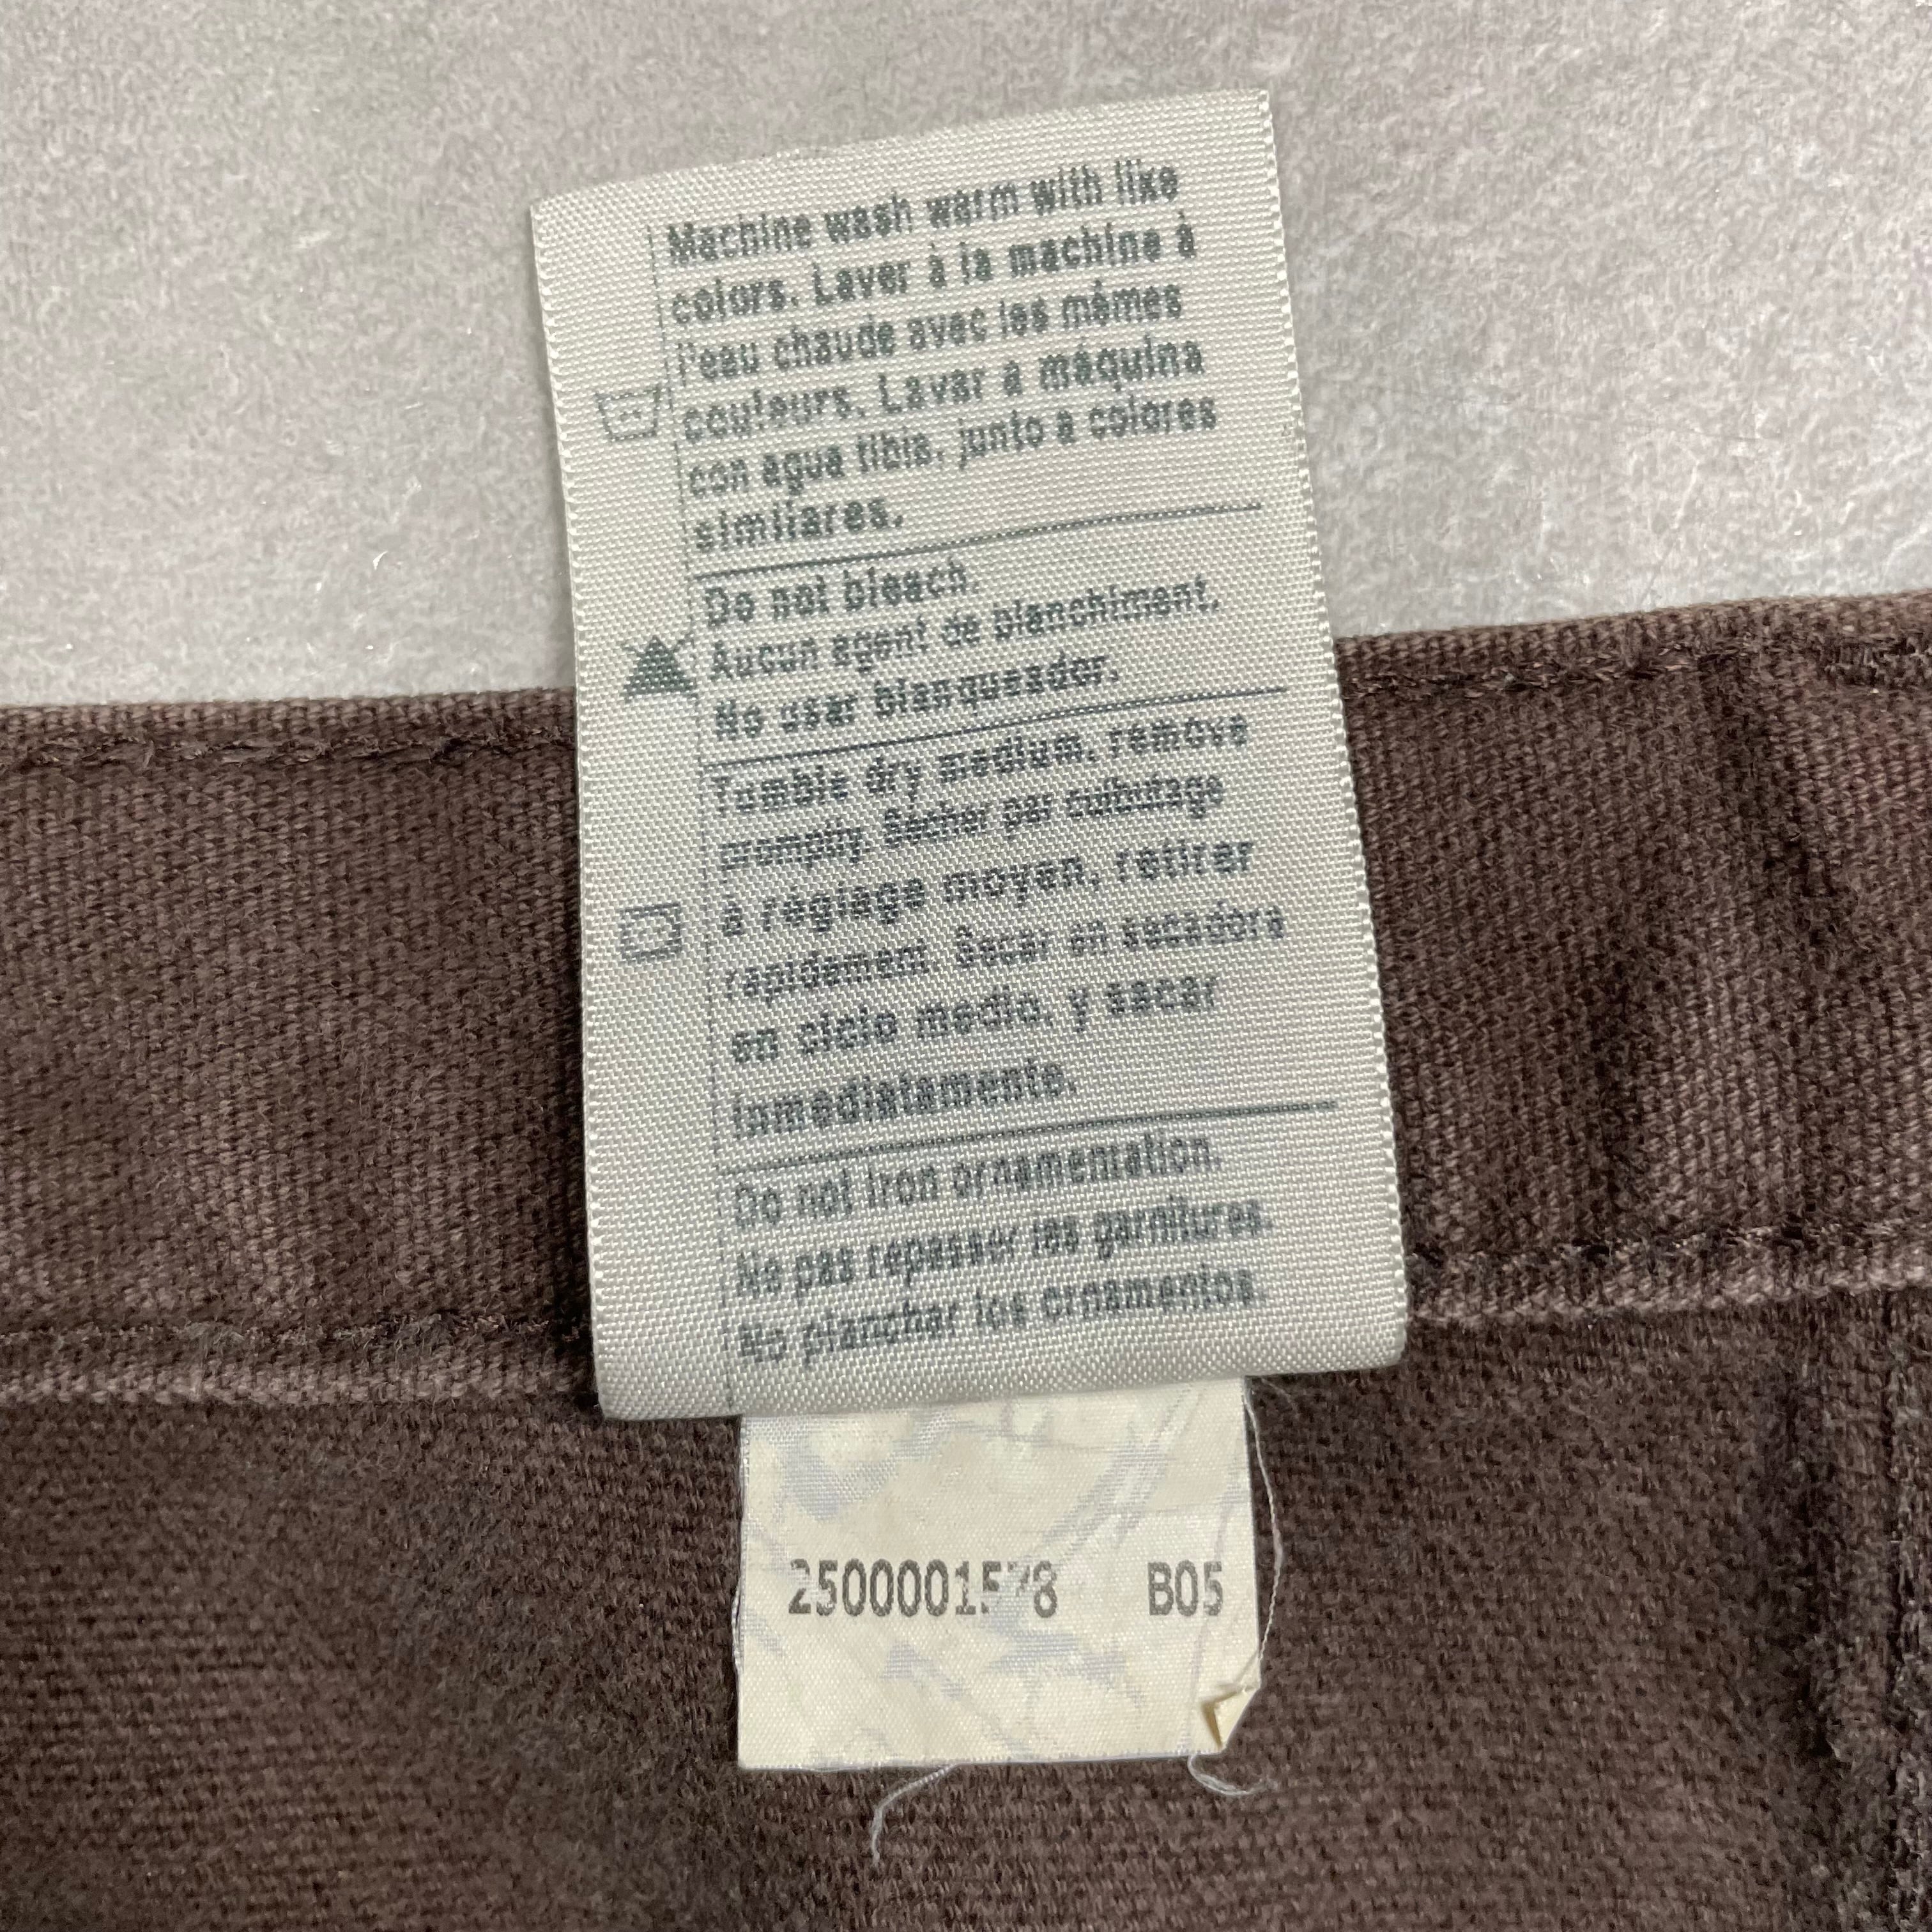 Machine wash warm with like
colors. Laver à la machine à
l'eau chaude avec les mêmes
couleurs. Lavar a máquina
con agua tibia, junto a colores
similares.
Do not bleach.
Aucun agent de blanchiment.
No usar blanqueador.
Tumble dry medium, remove
promptly. Sécher par culbutage
à réglage moyen, retirer
rapidement. Secar en secadora
en ciclo medio, y sacar
inmediatamente.
Do not iron ornamentation.
Ne pas repasser les garnitures.
No planchar los ornamentos
2500001578 B05